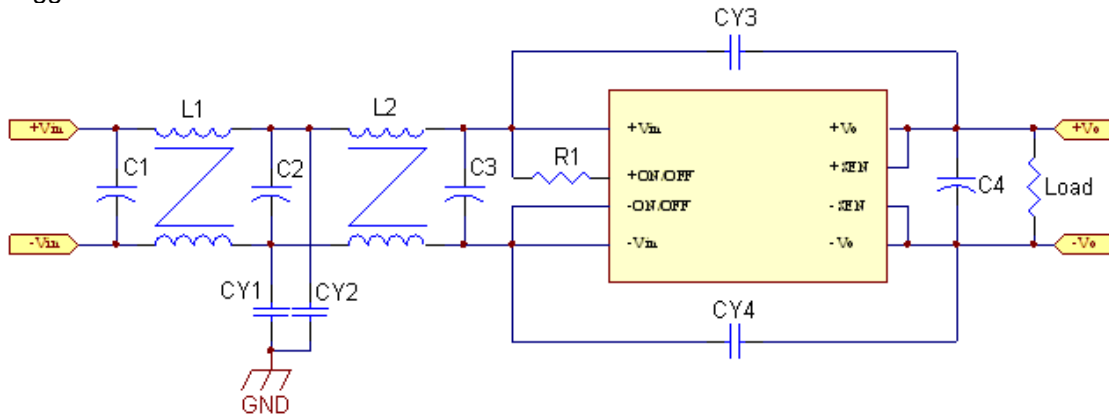 CY3
L1
L2
+Vin
+Vin
+Vo
+Vo
C1
C2
C3
R1
+ON/OFF
+SEN
C4
Load
-ON/OFF
-SEN
-Vin
-Vin
-Vo
-Vo
CY1
CY2
CY4
GND